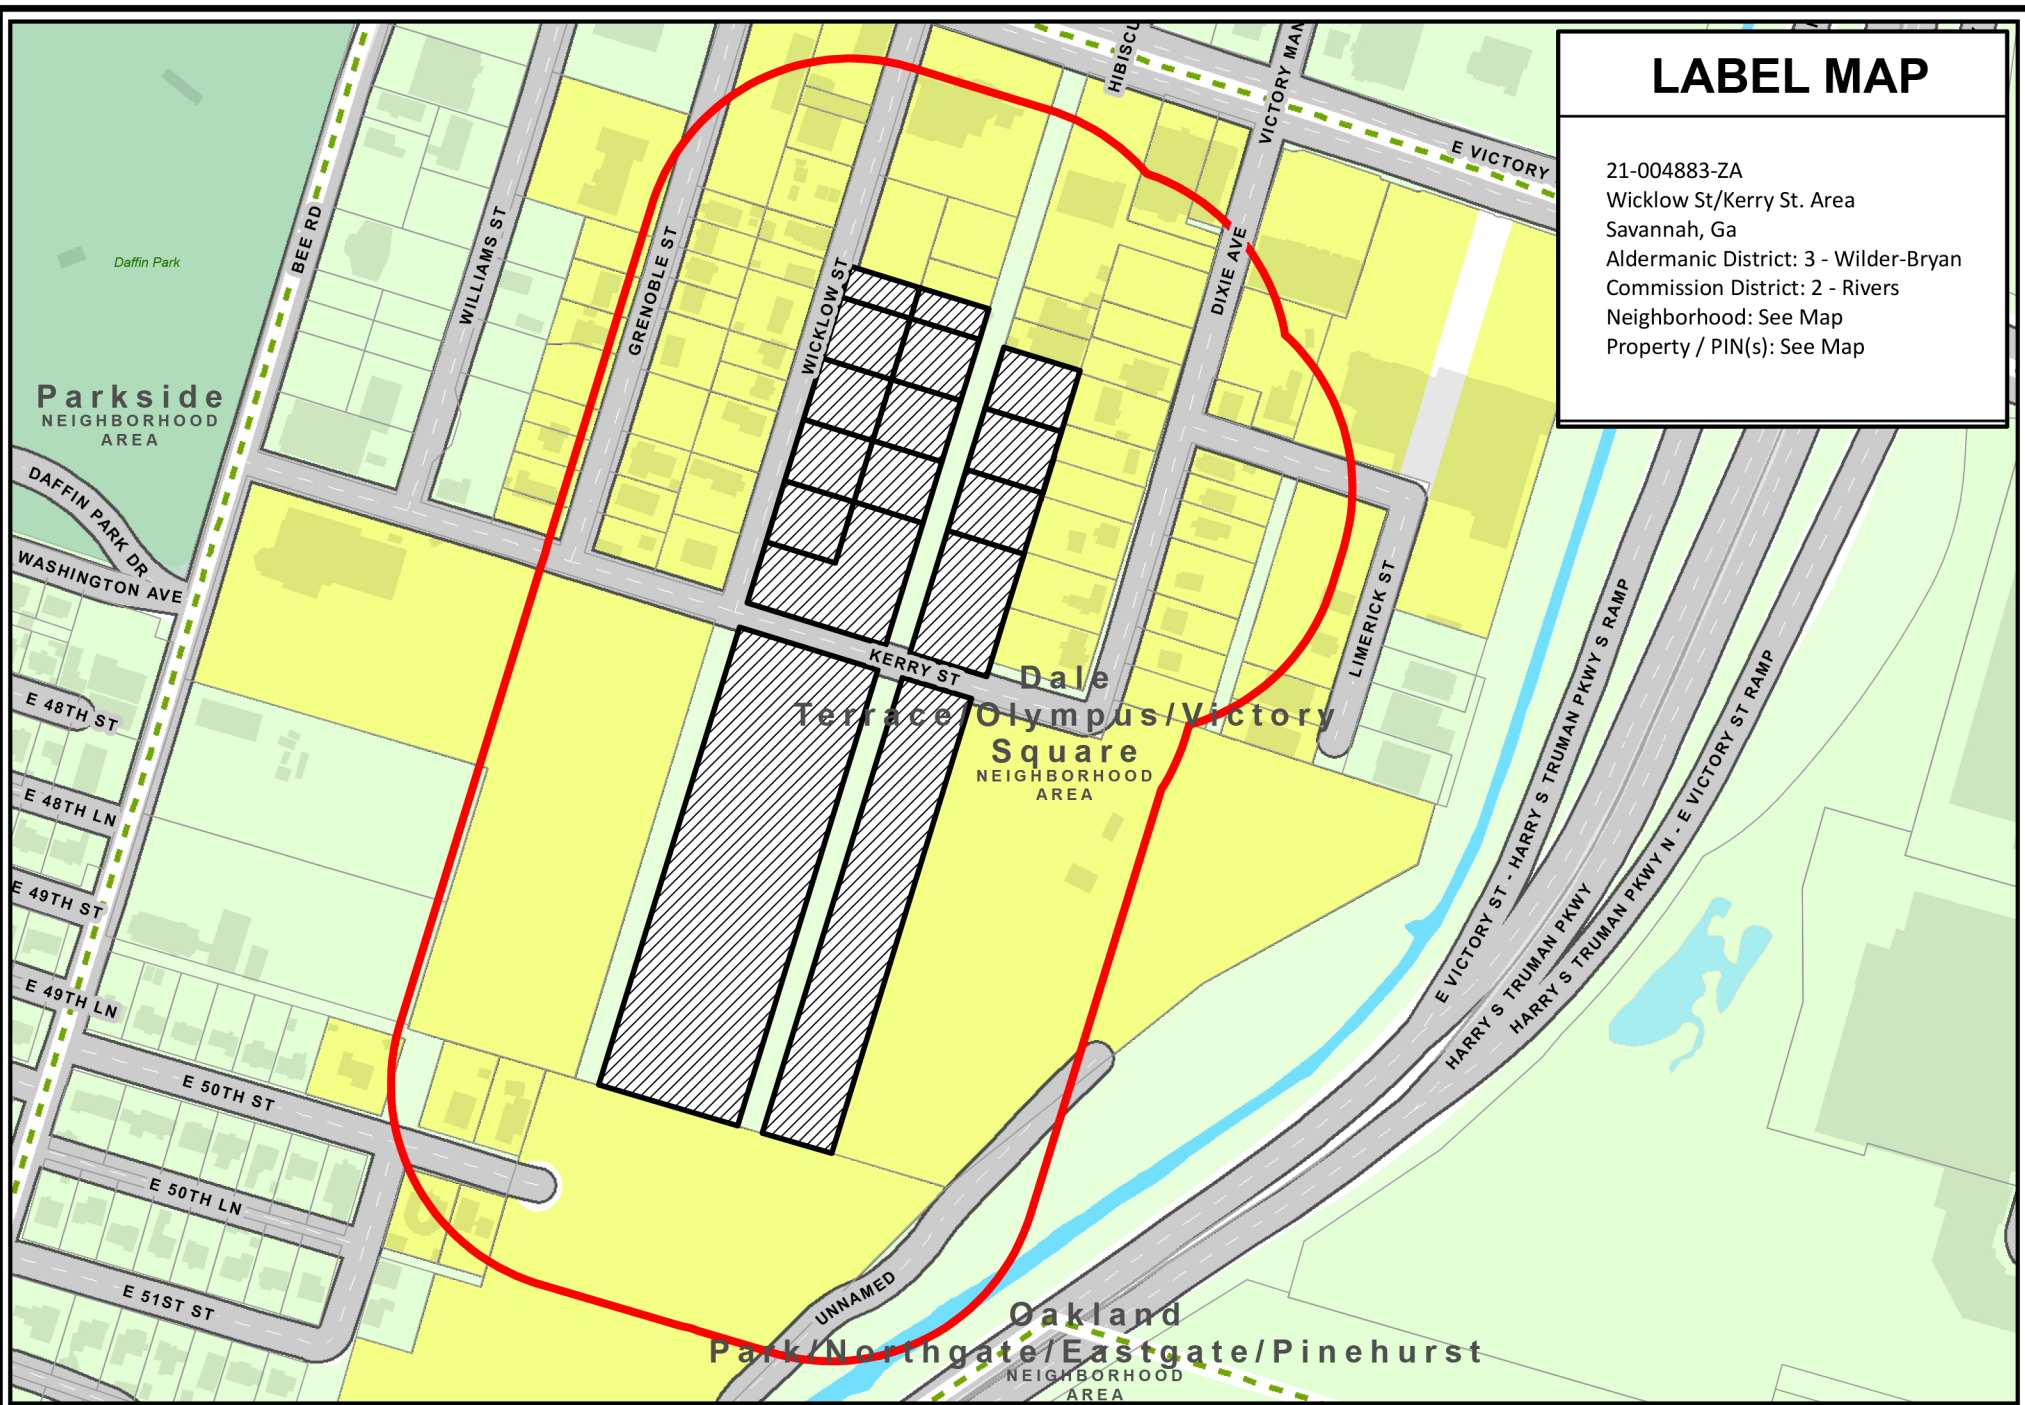 LABEL MAP
21-004883-ZA
Wicklow St/Kerry St. Area
Savannah, Ga
Aldermanic District: 3 - Wilder-Bryan
Commission District: 2 - Rivers
Neighborhood: See Map
Property / PIN(s): See Map
VICTORY MAN
E VICTORY
BEE RD
Daffin Park
WILLIAMS ST
GRENOBLE ST
WICKLOW ST
DIXIE AVE
Parkside
NEIGHBORHOOD
AREA
DAFFIN PARK DR
WASHINGTON AVE
LIMERICK ST
KERRY ST
Dale
Terrace/Olympus/Victory
Square
NEIGHBORHOOD
AREA
E 48TH ST
E 48TH LN
E 49TH ST
E 49TH LN
E 50TH ST
E 50TH LN
E 51ST ST
E VICTORY ST - HARRY S TRUMAN PKWY S RAMP
HARRY S TRUMAN PKWY
HARRY S TRUMAN PKWY N - E VICTORY ST RAMP
UNNAMED
Oakland
Park/Northgate/Eastgate/Pinehurst
NEIGHBORHOOD
AREA